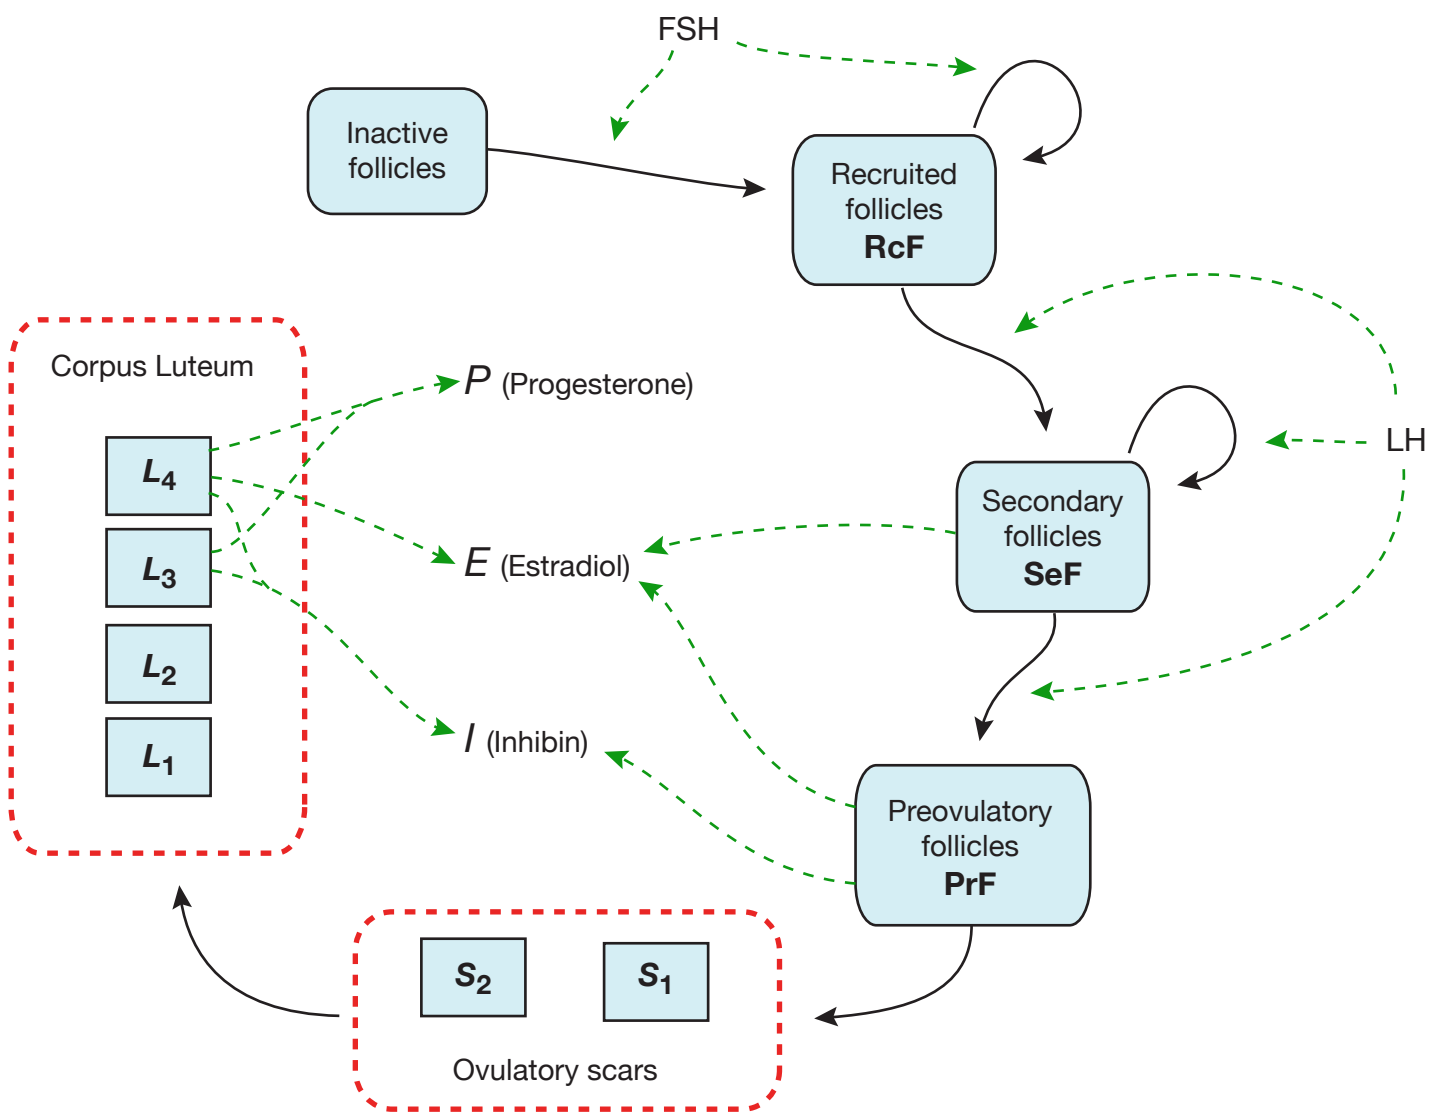 FSH
Inactive
follicles
Recruited
follicles
RcF
Corpus Luteum
P (Progesterone)
LH
L4
Secondary
follicles
SeF
E (Estradiol)
L3
L2
I (Inhibin)
L1
Preovulatory
follicles
PrF
S2
S1
Ovulatory scars